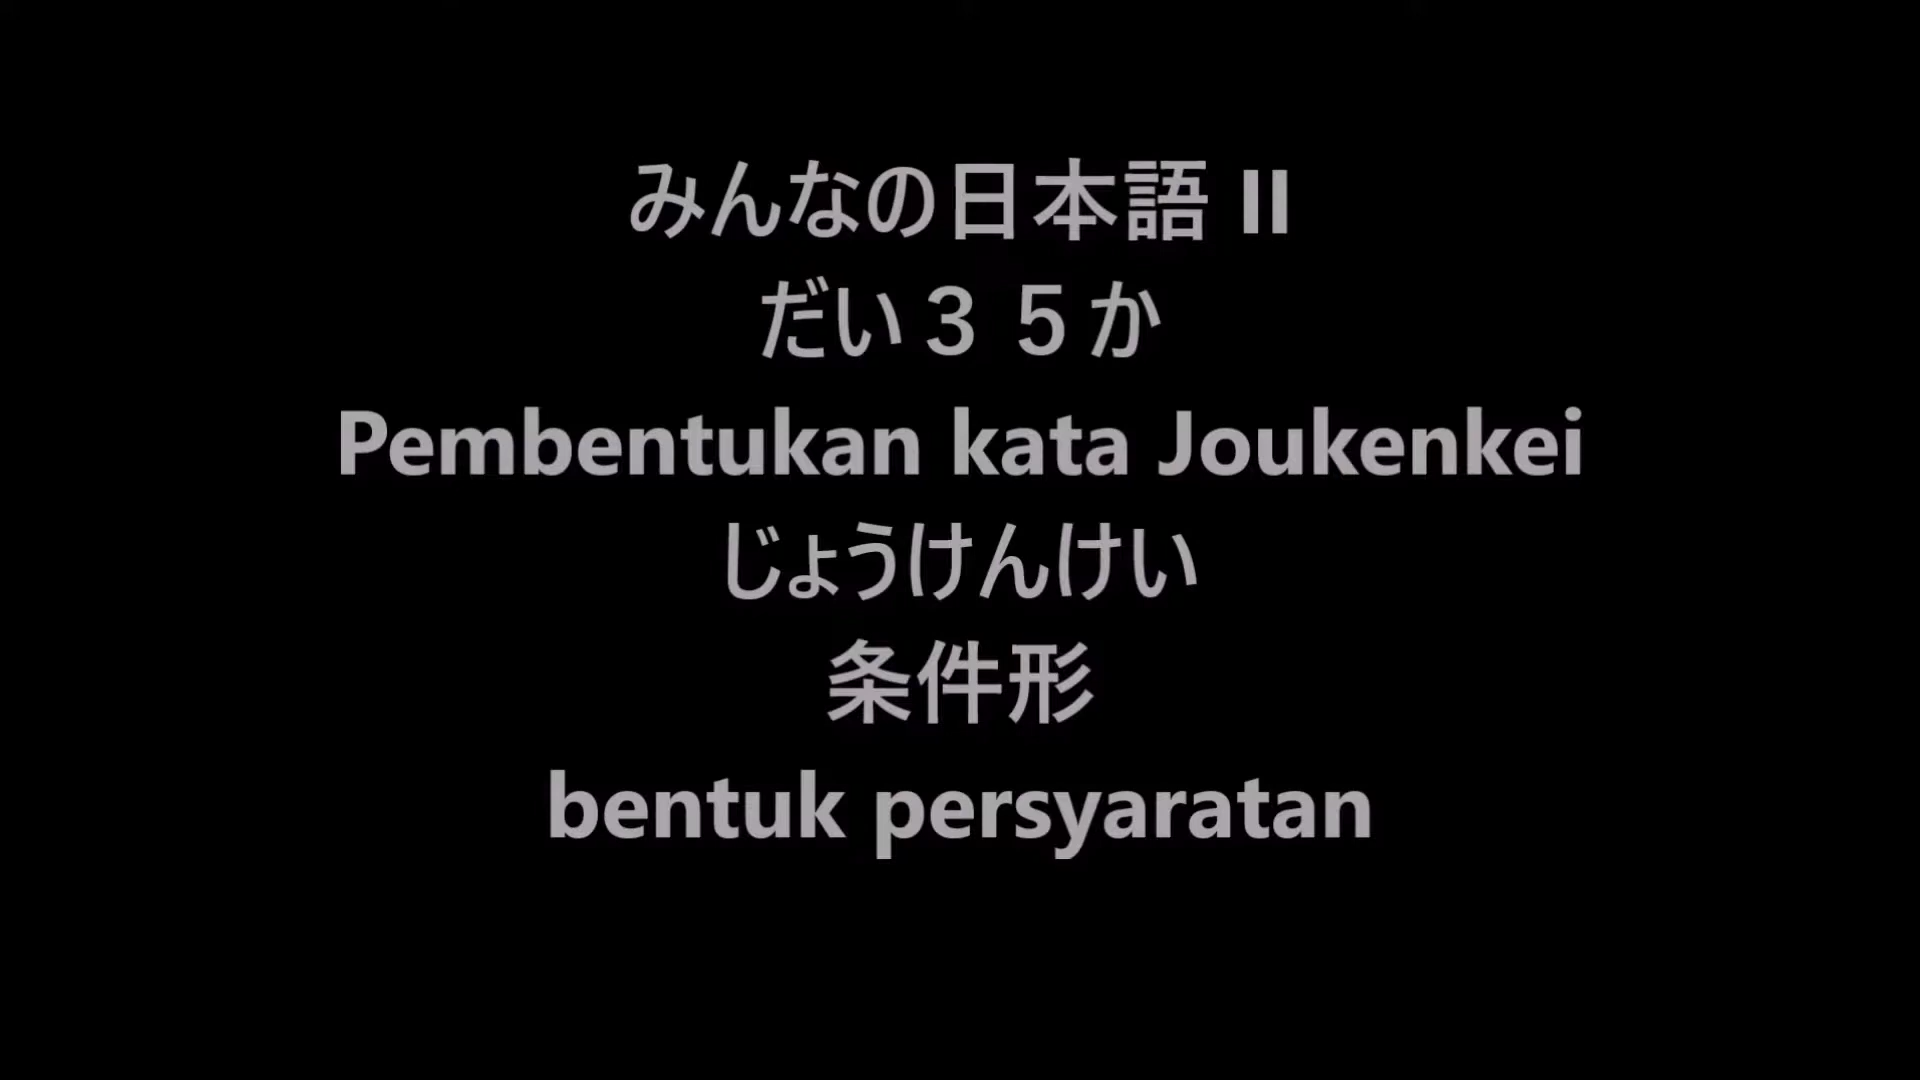 みんなの日本語 II
だい３５か
Pembentukan kata Joukenkei
じょうけんけい
条件形
bentuk persyaratan